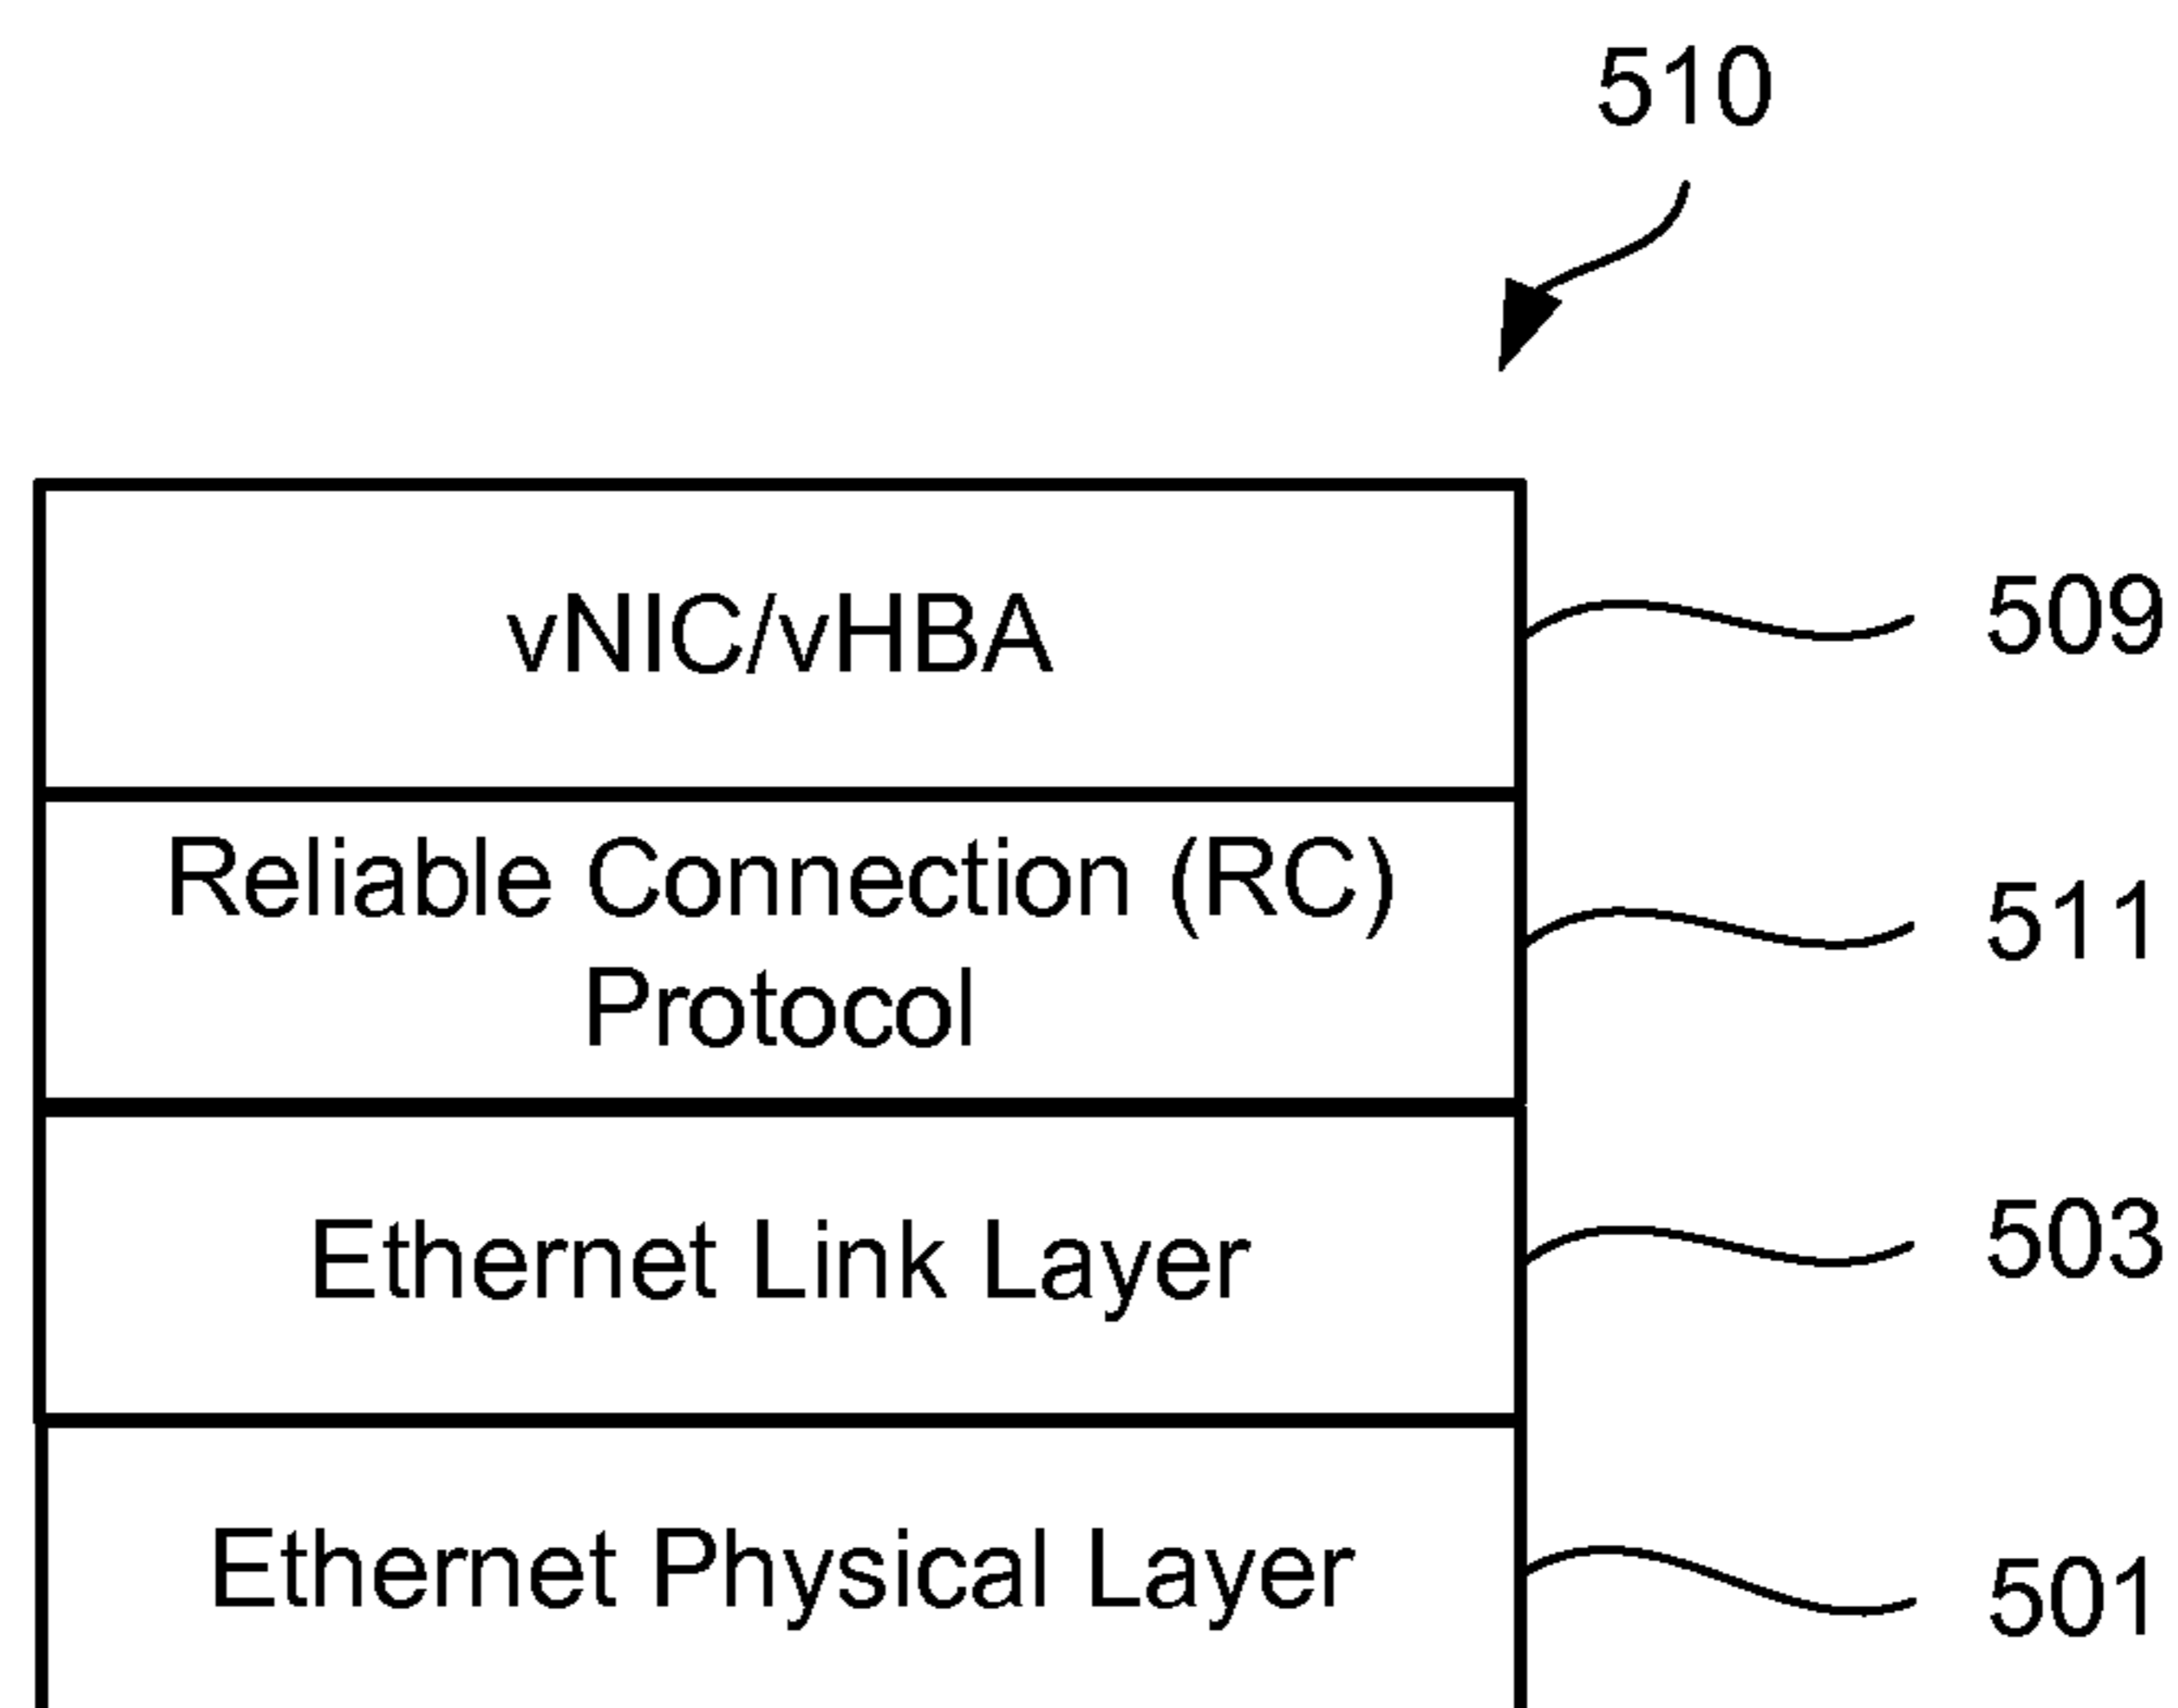 510
vNIC/vHBA
509
Reliable Connection (RC)
Protocol
511
Ethernet Link Layer
503
Ethernet Physical Layer
501